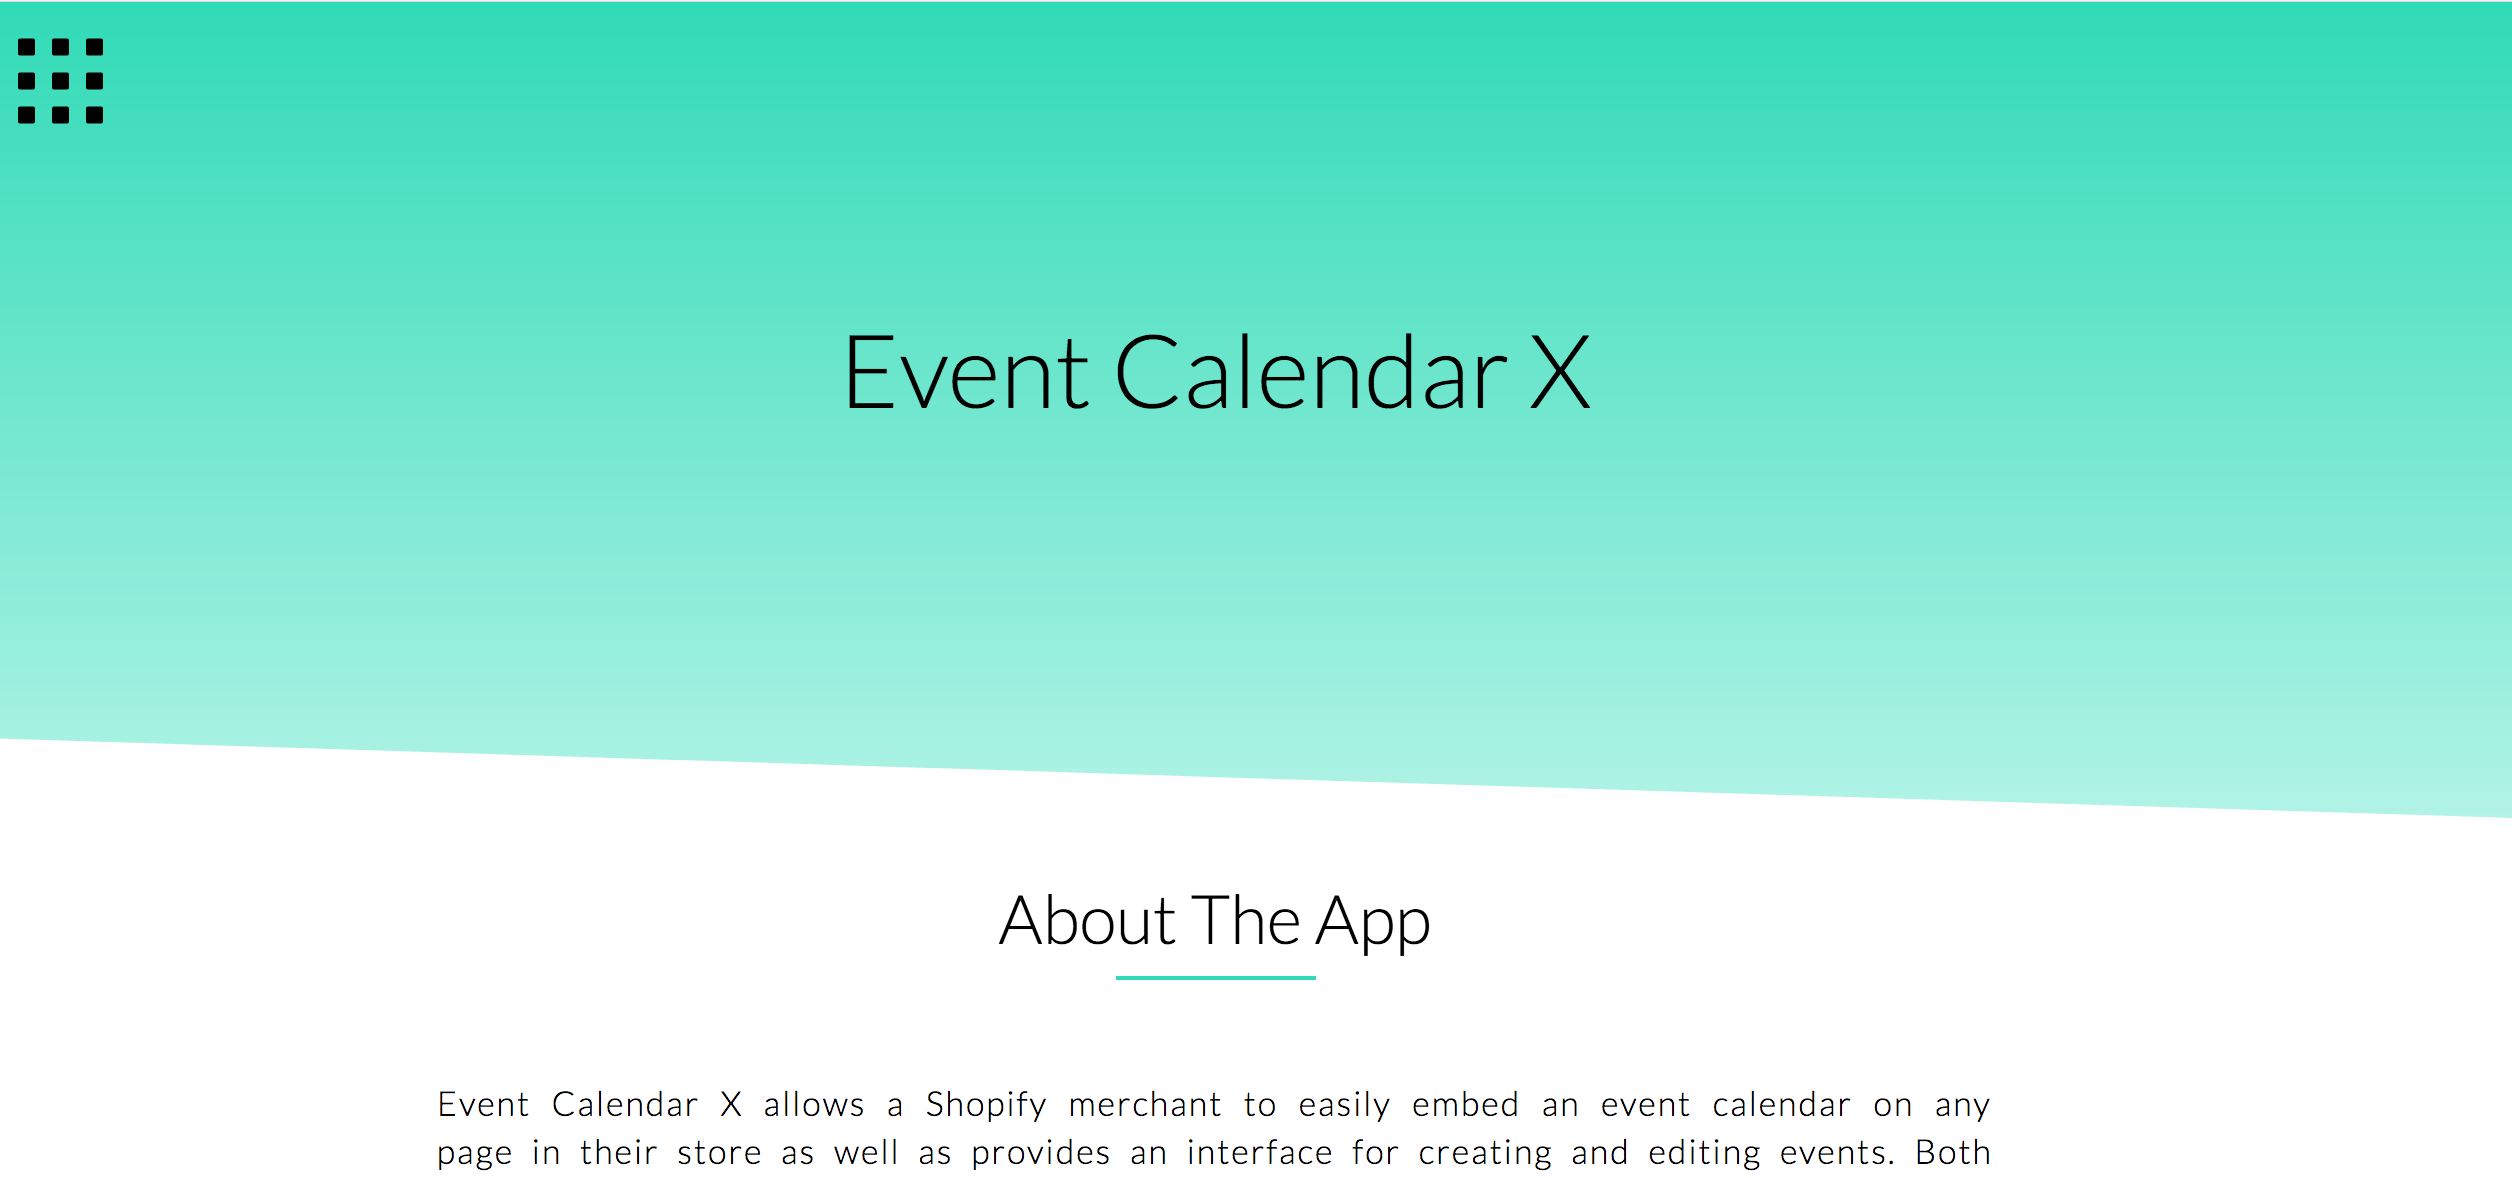 Event Calendar X
About The App
Event Calendar X allows a Shopify merchant to easily embed an event calendar on any
page in their store as well as provides an interface for creating and editing events. Both